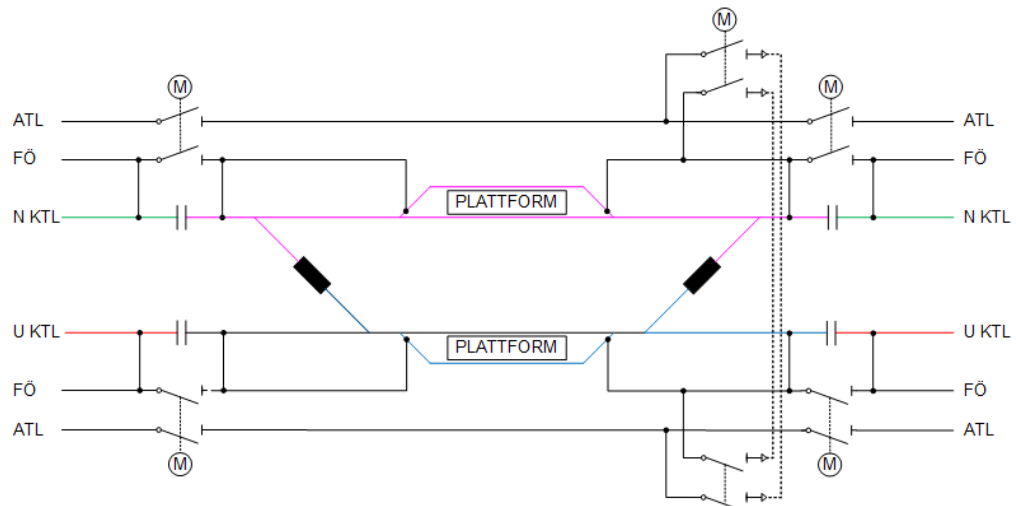 M
M
M
ATL
ATL
FÖ
FÖ
PLATTFORM
N KTL
N KTL
U KTL
U KTL
PLATTFORM
FÖ
FÖ
ATL
ATL
M
M